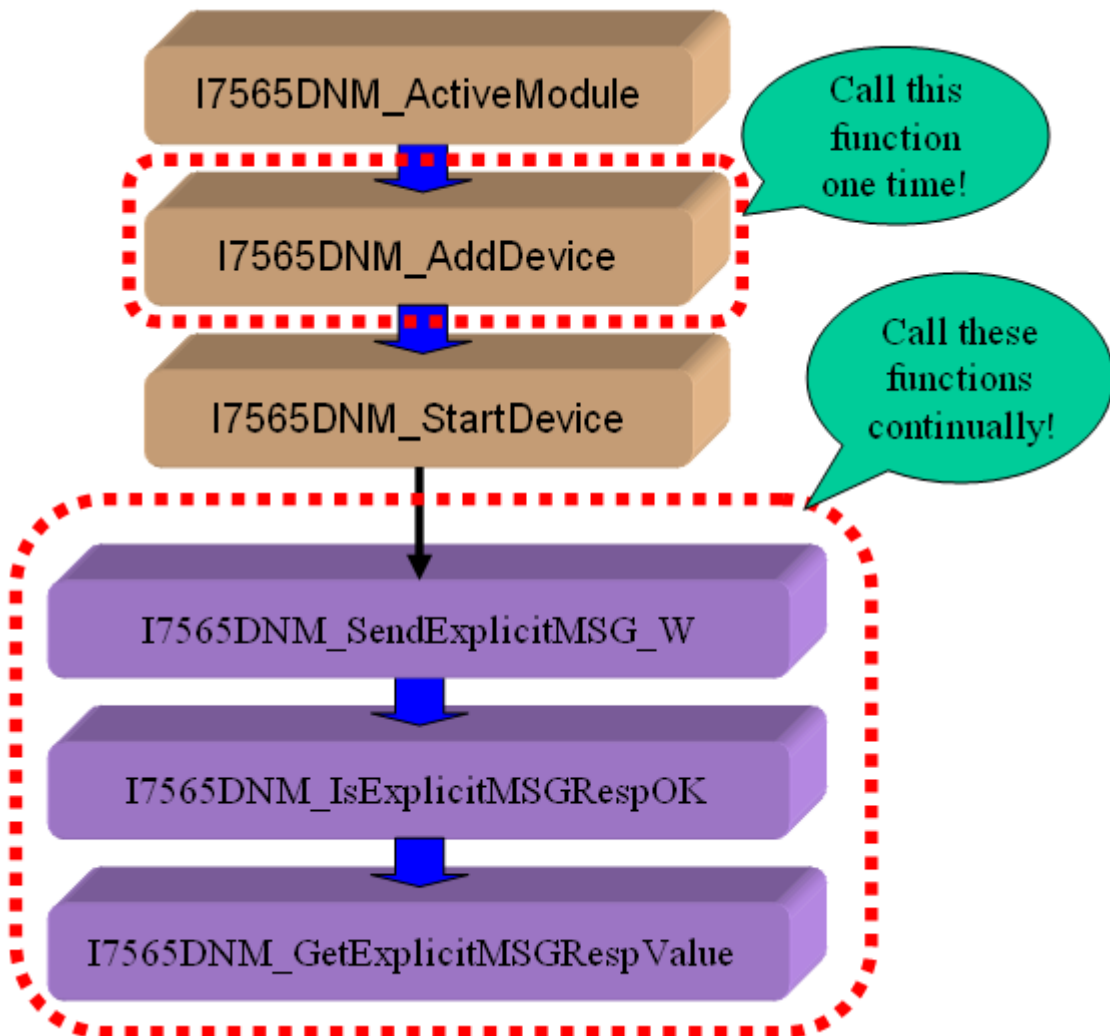 I7565DNM_ActiveModule
Call this
function
one time!
I7565DNM_AddDevice
Call these
functions
continually!
I7565DNM_StartDevice
I7565DNM_SendExplicitMSG_W
I7565DNM_IsExplicitMSGRespOK
I7565DNM_GetExplicitMSGRespValue